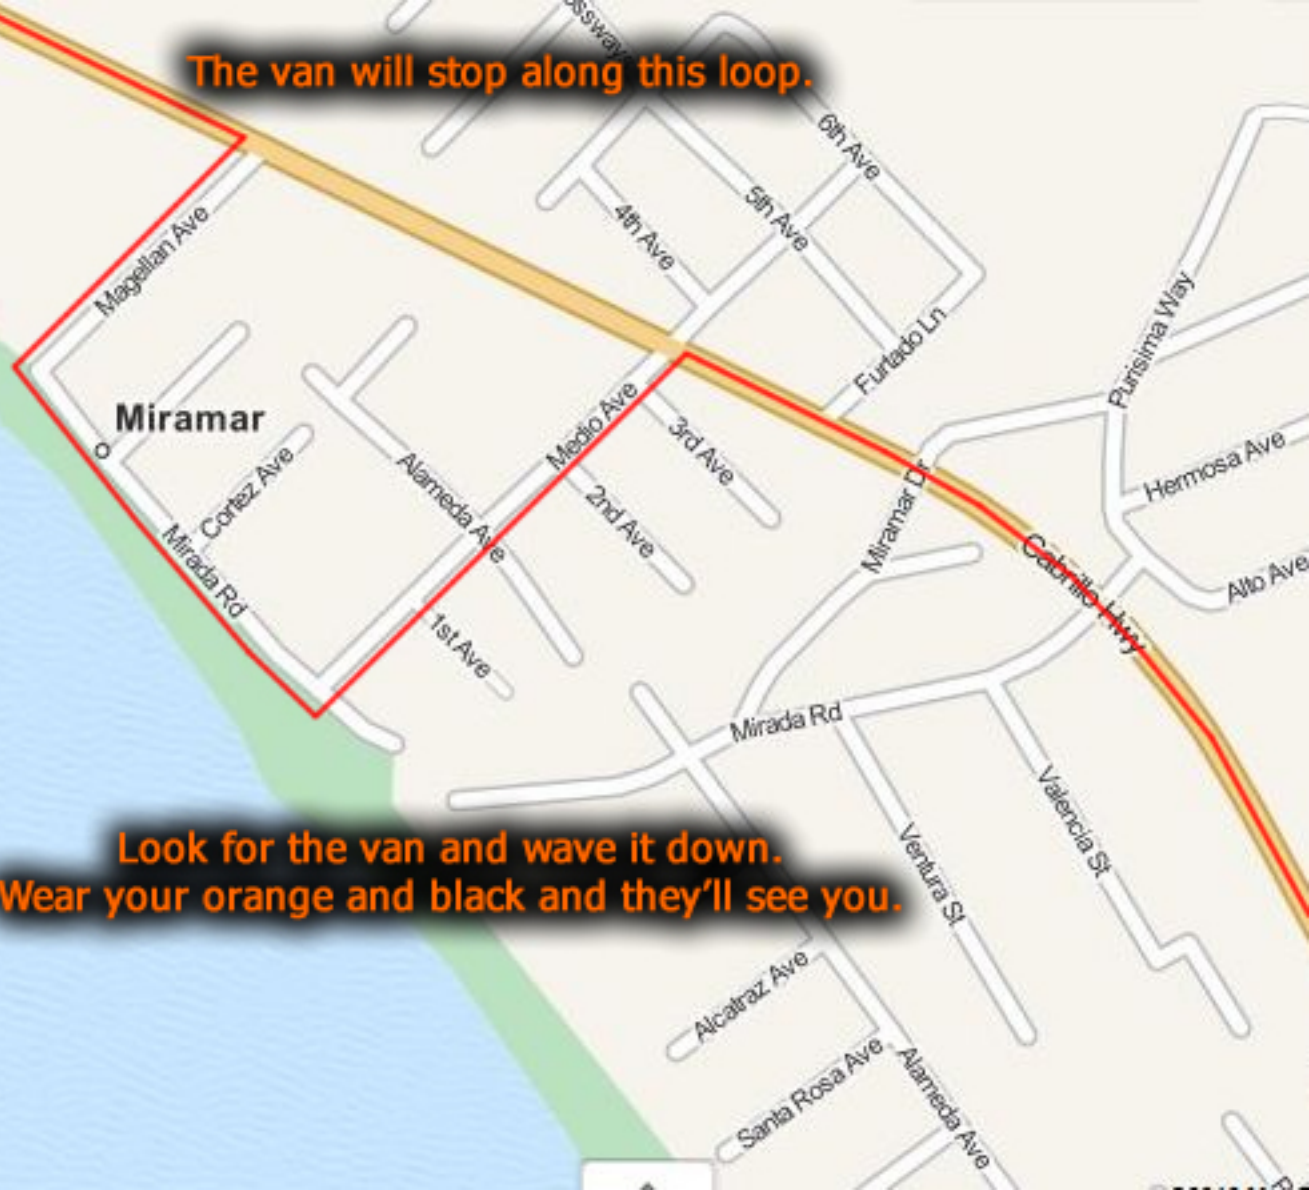 The van will stop along this loop.
6th Ave
5th Ave
4th Ave
Magellan Ave
Purisima Way
Furtado Ln
Miramar
Medio Ave
3rd Ave
Hermosa Ave
Cortez Ave
Alameda Ave
2nd Ave
Miramar Dr
Mirada Rd
Cabrillo Hwy
Alto Ave
1st Ave
Mirada Rd
Valencia St
Look for the van and wave it down.
Wear your orange and black and they'll see you.
Ventura St
Alcatraz Ave
Santa Rosa Ave
Alameda Ave